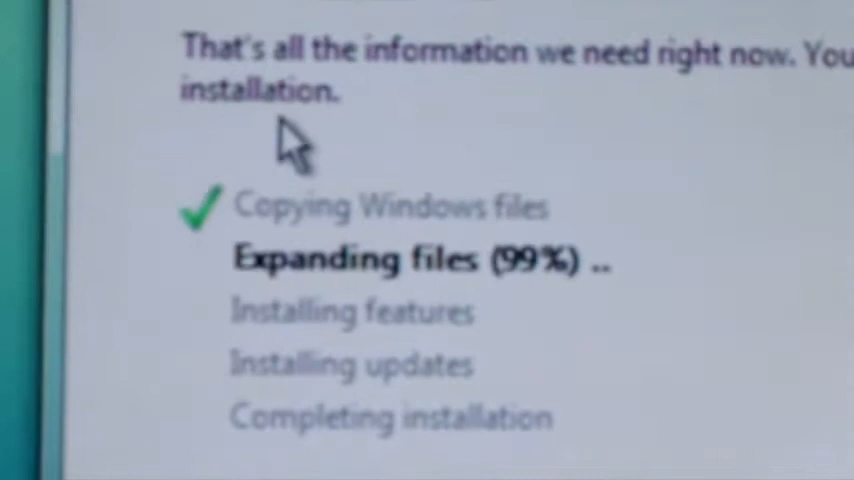 That's all the information we need right now. You
installation.
Copying Windows files
Expanding files (99%) ..
Installing features
Installing updates
Completing installation